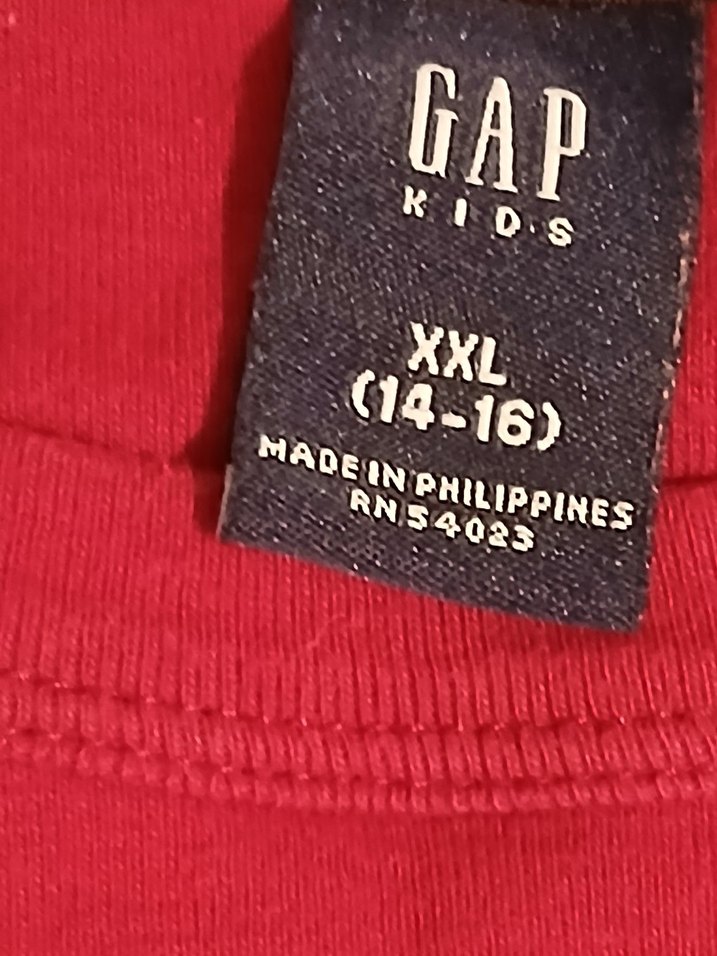 GAP
KIDS
XXL
(14-16)
MADE IN PHILIPPINES
RN 54023